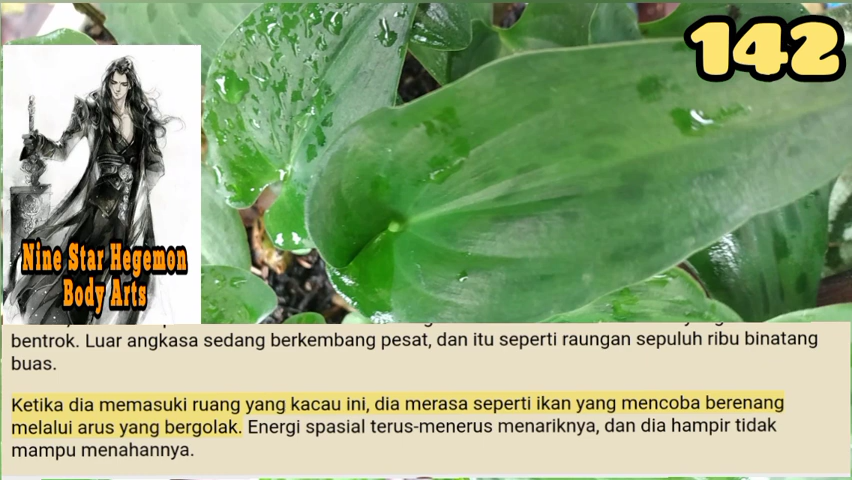 142
Nine Star Hegemon
Body Arts
bentrok. Luar angkasa sedang berkembang pesat, dan itu seperti raungan sepuluh ribu binatang
buas.
Ketika dia memasuki ruang yang kacau ini, dia merasa seperti ikan yang mencoba berenang
melalui arus yang bergolak. Energi spasial terus-menerus menariknya, dan dia hampir tidak
mampu menahannya.